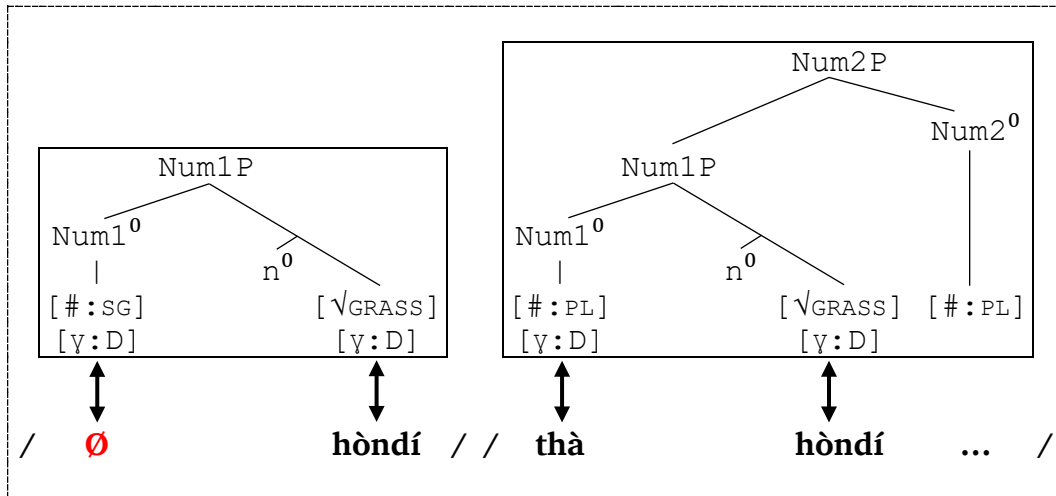 Num2P
Num2⁰
Num1P Num1P
Num1⁰ Num1⁰
n⁰ n⁰
[#:SG] [√GRASS] [#:PL] [√GRASS] [#:PL]
[γ:D] [γ:D] [γ:D] [γ:D]
/ Ø hòndí / / thà hòndí … /